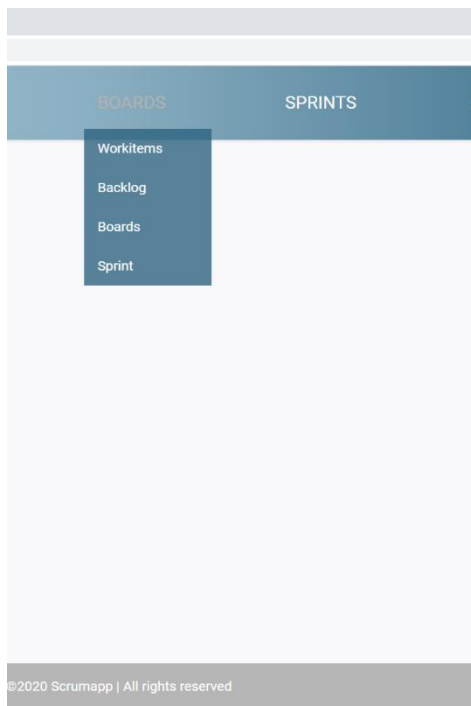 BOARDS SPRINTS
Workitems
Backlog
Boards
Sprint
©2020 Scrumapp | All rights reserved